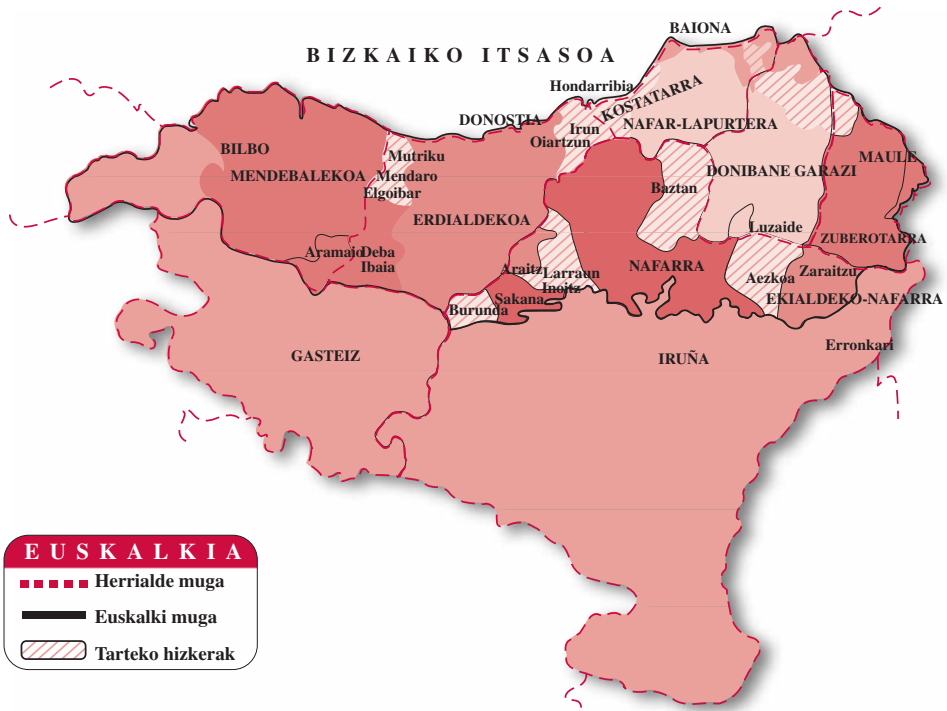 BAIONA
BIZKAIKO ITSASOA
Hondarribia
KOSTATARRA
DONOSTIA
NAFAR-LAPURTERA
Irun
Oiartzun
BILBO
Mutriku
MAULE
MENDEBALEKOA
Mendaro
DONIBANE GARAZI
Elgoibar
Baztan
ERDIALDEKOA
Luzaide
ZUBEROTARRA
Aramaio
Deba
Ibaia
Araitz
Larraun
NAFARRA
Zaraitzu
Aezkoa
Inoitz
Sakana
EKIALDEKO-NAFARRA
Burunda
Erronkari
GASTEIZ
IRUÑA
EUSKALKIA
Herrialde muga
Euskalki muga
Tarteko hizkerak